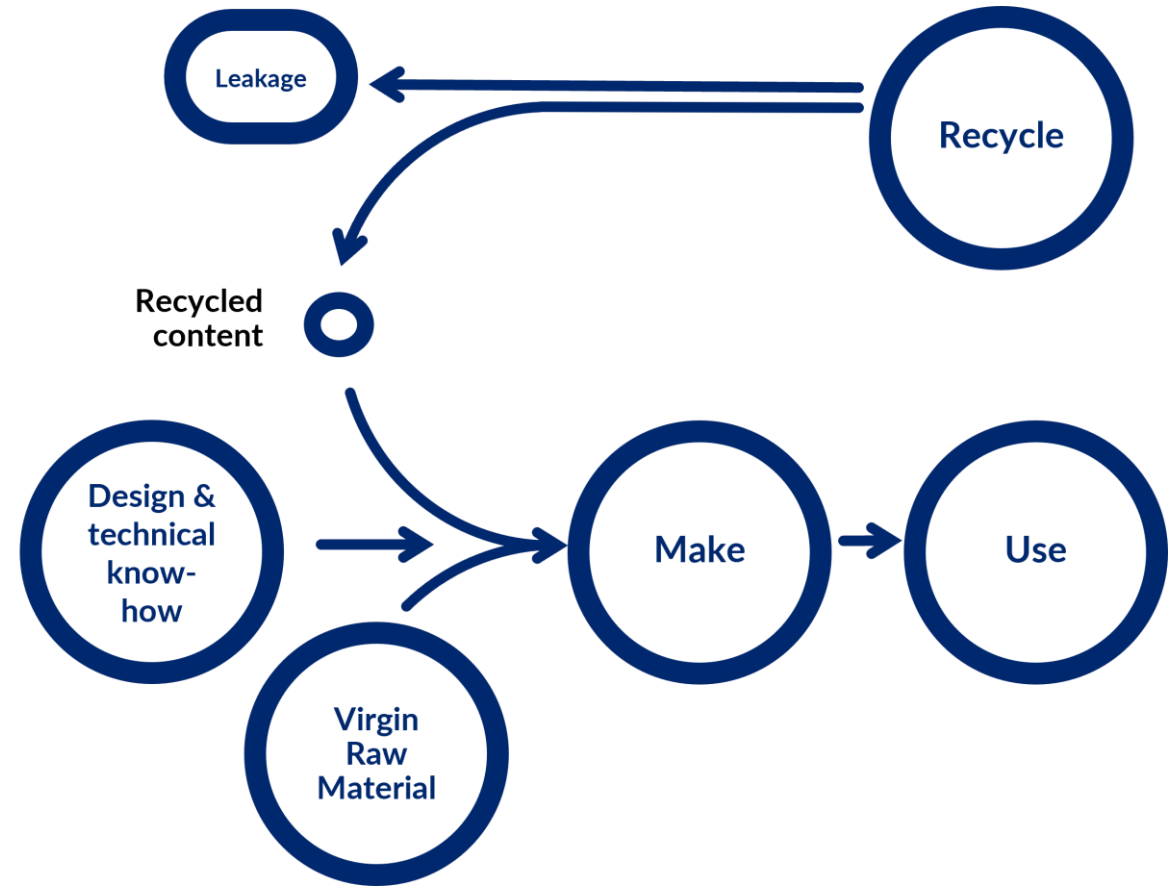 Leakage
Recycle
Recycled
content
Design &
technical
know-
how
Make
Use
Virgin
Raw
Material